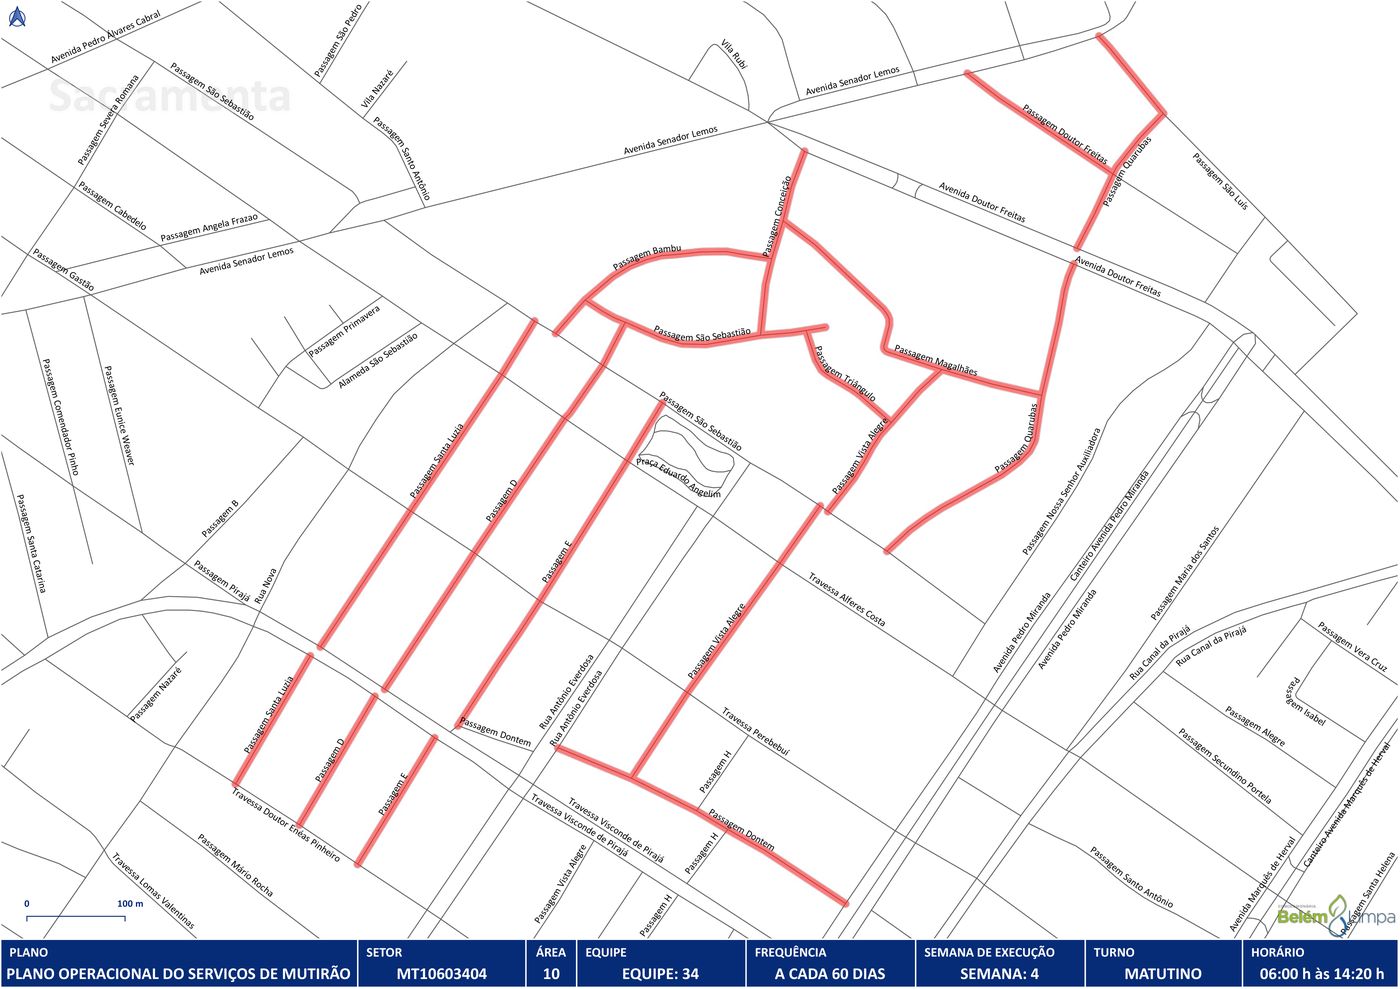 Avenida Pedro Álvares Cabral
Passagem São Pedro
Vila Rubi
Sacramenta
Passagem São Sebastião
Vila Nazaré
Avenida Senador Lemos
Passagem Severa Romana
Passagem Santo Antônio
Avenida Senador Lemos
Passagem Doutor Freitas
Passagem Quarubas
Passagem São Luís
Passagem Cabedelo
Passagem Angela Frazao
Avenida Doutor Freitas
Passagem Conceição
Passagem Gastão
Avenida Senador Lemos
Passagem Bambu
Avenida Doutor Freitas
Passagem Primavera
Alameda São Sebastião
Passagem São Sebastião
Passagem Magalhães
Passagem Triângulo
Passagem Comendador Pinho
Passagem Eunice Weaver
Passagem São Sebastião
Passagem Santa Luzia
Passagem Vista Alegre
Passagem Quarubas
Praça Eduardo Angelim
Passagem D
Passagem B
Passagem Nossa Senhor Auxiliadora
Canteiro Avenida Pedro Miranda
Passagem Santa Catarina
Passagem Pirajá
Rua Nova
Passagem E
Travessa Alferes Costa
Passagem Maria dos Santos
Avenida Pedro Miranda
Avenida Pedro Miranda
Rua Canal da Pirajá
Rua Canal da Pirajá
Passagem Vera Cruz
Passagem Vista Alegre
Passagem Nazaré
Passagem Santa Luzia
Rua Antônio Everdosa
Rua Antônio Everdosa
Passagem Isabel
Passagem Dontem
Travessa Perebebuí
Passagem Alegre
Passagem Secundino Portela
Passagem D
Passagem E
Passagem H
Travessa Doutor Enéas Pinheiro
Travessa Visconde de Pirajá
Travessa Visconde de Pirajá
Passagem Dontem
Canteiro Avenida Marquês de Herval
Passagem Mário Rocha
Travessa Lomas Valentinas
Passagem Vista Alegre
Passagem H
Passagem H
Passagem Santo Antônio
Avenida Marquês de Herval
Passagem Santa Helena
0 100 m
Belém Limpa
PLANO
PLANO OPERACIONAL DO SERVIÇOS DE MUTIRÃO
SETOR
MT10603404
ÁREA
10
EQUIPE
EQUIPE: 34
FREQUÊNCIA
A CADA 60 DIAS
SEMANA DE EXECUÇÃO
SEMANA: 4
TURNO
MATUTINO
HORÁRIO
06:00 h às 14:20 h